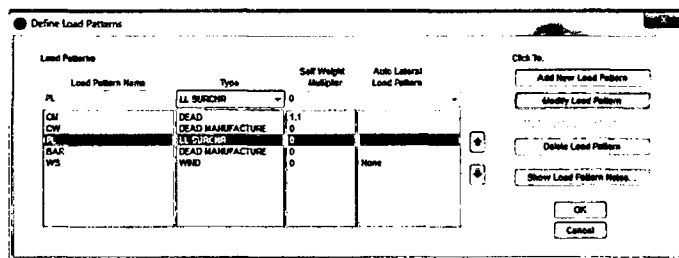 Define Load Patterns
Load Patterns
Click To:
Load Pattern Name Type Self Weight Multiplier Auto Lateral Load Pattern
PL LL SURCHR 0
CM DEAD 1.1
CW DEAD MANUFACTURE 0
PL LL SURCHR 0
BAR DEAD MANUFACTURE 0
WS WIND 0 None
Add New Load Pattern
Modify Load Pattern
Delete Load Pattern
Show Load Pattern Notes...
OK
Cancel